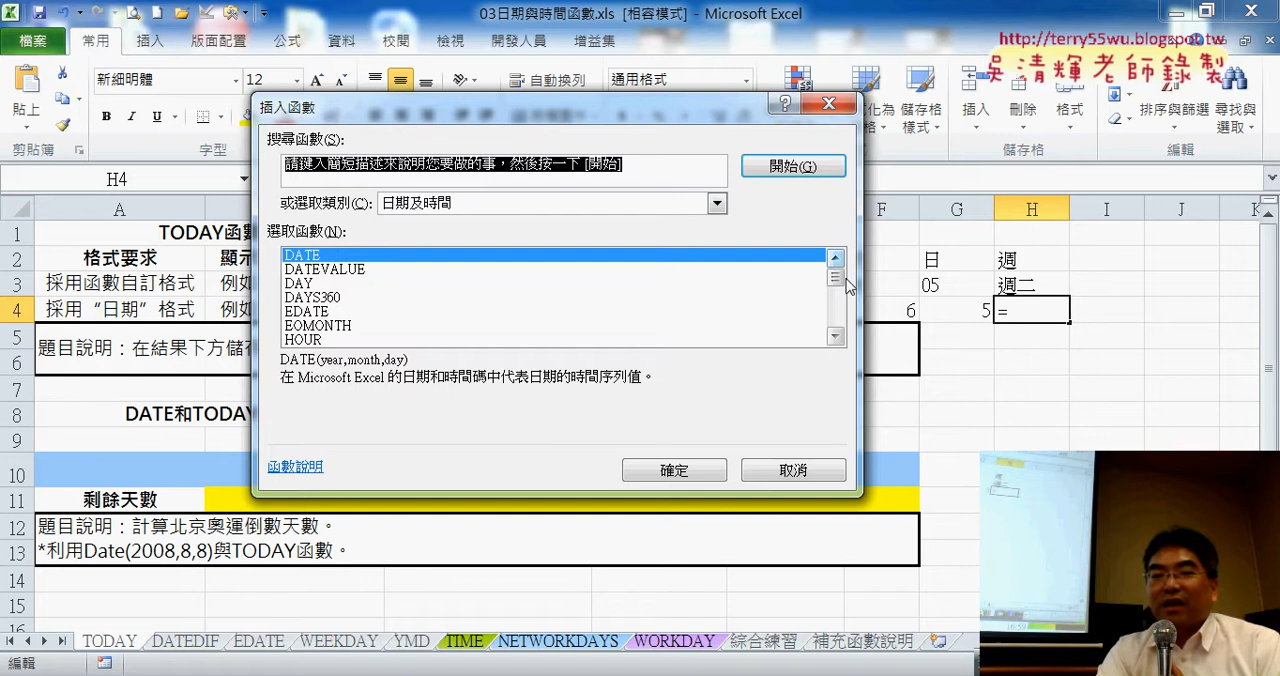 03日期與時間函數.xls [相容模式] - Microsoft Excel
檔案 常用 插入 版面配置 公式 資料 校閱 檢視 開發人員 增益集
http://terry55wu.blogspot.tw
吳清輝老師錄製
新細明體 12 自動換列 通用格式
貼上 B I U 插入 刪除 格式 排序與篩選 尋找與
儲存格
樣式 選取
剪貼簿 字型 儲存格 編輯
H4
插入函數
搜尋函數(S):
請鍵入簡短描述來說明您要做的事，然後按一下 [開始]
開始(G)
或選取類別(C): 日期及時間
選取函數(N):
DATE
DATEVALUE
DAY
DAYS360
EDATE
EOMONTH
HOUR
DATE(year,month,day)
在 Microsoft Excel 的日期和時間碼中代表日期的時間序列值。
函數說明 確定 取消
A F G H I J K
1 TODAY函
2 格式要求 顯 日 週
3 採用函數自訂格式 例如 05 週二
4 採用“日期”格式 例如 6 5 =
5 題目說明：在結果下方儲
6
7
8 DATE和TODAY
9
10
11 剩餘天數
12 題目說明：計算北京奧運倒數天數。
13 *利用Date(2008,8,8)與TODAY函數。
14
15
16
TODAY DATEDIF EDATE WEEKDAY YMD TIME NETWORKDAYS WORKDAY 綜合練習 補充函數說明
編輯